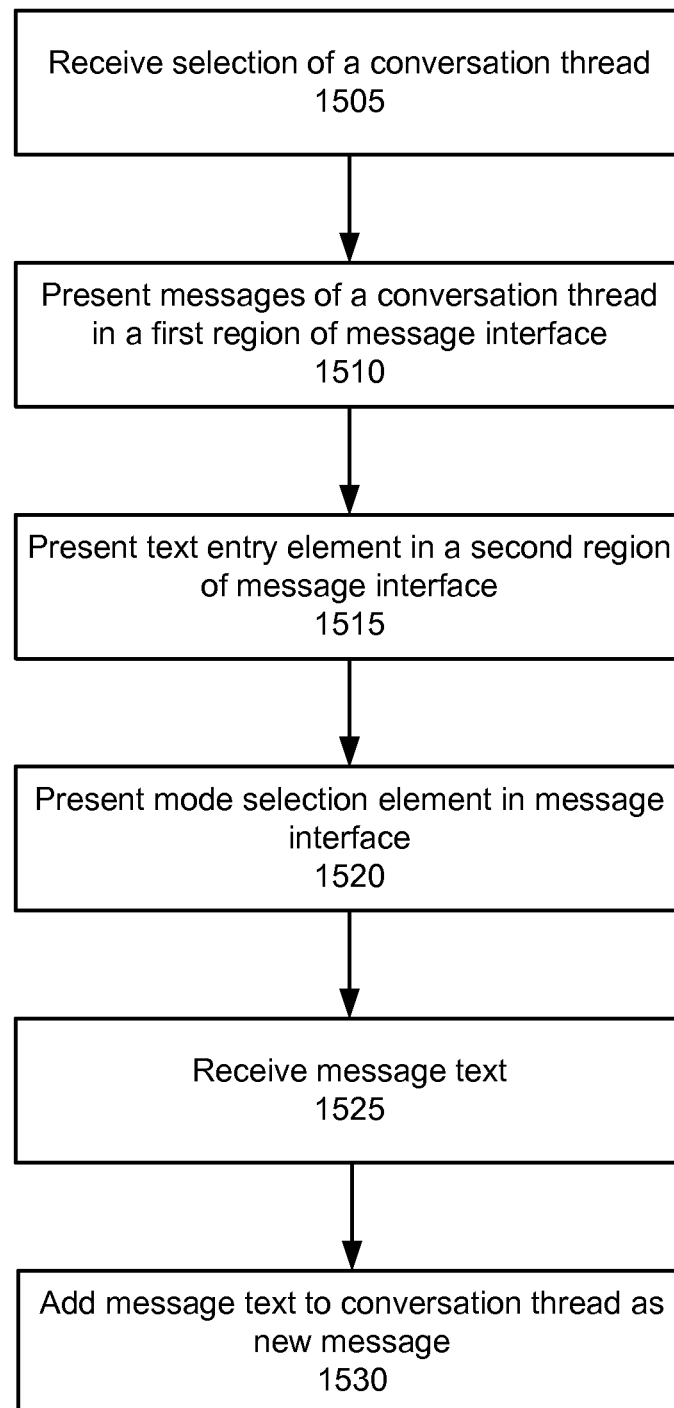 Receive selection of a conversation thread
1505
Present messages of a conversation thread
in a first region of message interface
1510
Present text entry element in a second region
of message interface
1515
Present mode selection element in message
interface
1520
Receive message text
1525
Add message text to conversation thread as
new message
1530